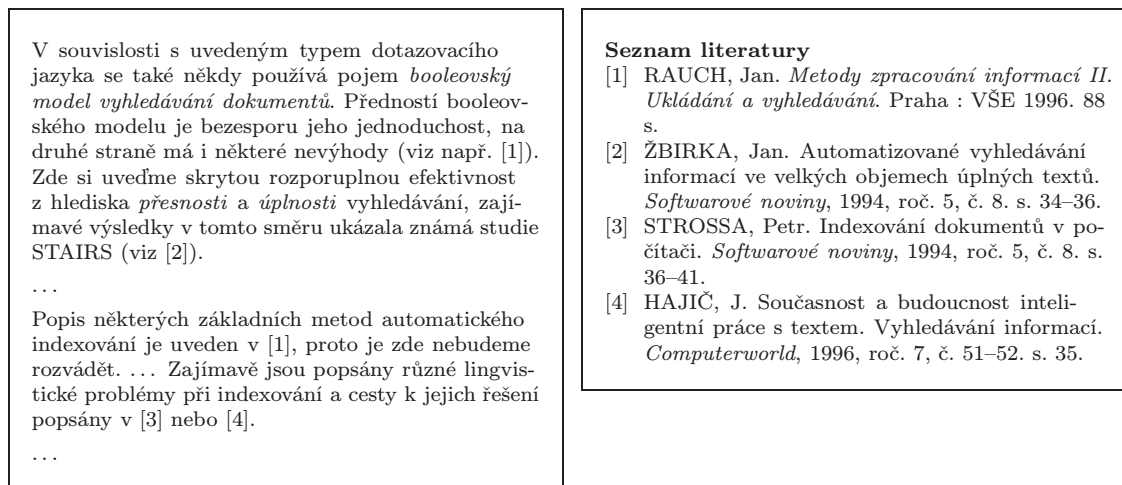 V souvislosti s uvedeným typem dotazovacího
jazyka se také někdy používá pojem booleovský
model vyhledávání dokumentů. Předností booleov-
ského modelu je bezesporu jeho jednoduchost, na
druhé straně má i některé nevýhody (viz např. [1]).
Zde si uveďme skrytou rozporuplnou efektivnost
z hlediska přesnosti a úplnosti vyhledávání, zají-
mavé výsledky v tomto směru ukázala známá studie
STAIRS (viz [2]).
...
Popis některých základních metod automatického
indexování je uveden v [1], proto je zde nebudeme
rozvádět. ... Zajímavě jsou popsány různé lingvis-
tické problémy při indexování a cesty k jejich řešení
popsány v [3] nebo [4].
...
Seznam literatury
[1] RAUCH, Jan. Metody zpracování informací II.
Ukládání a vyhledávání. Praha : VŠE 1996. 88
s.
[2] ŽBIRKA, Jan. Automatizované vyhledávání
informací ve velkých objemech úplných textů.
Softwarové noviny, 1994, roč. 5, č. 8. s. 34–36.
[3] STROSSA, Petr. Indexování dokumentů v po-
čítači. Softwarové noviny, 1994, roč. 5, č. 8. s.
36–41.
[4] HAJIČ, J. Současnost a budoucnost inteli-
gentní práce s textem. Vyhledávání informací.
Computerworld, 1996, roč. 7, č. 51–52. s. 35.